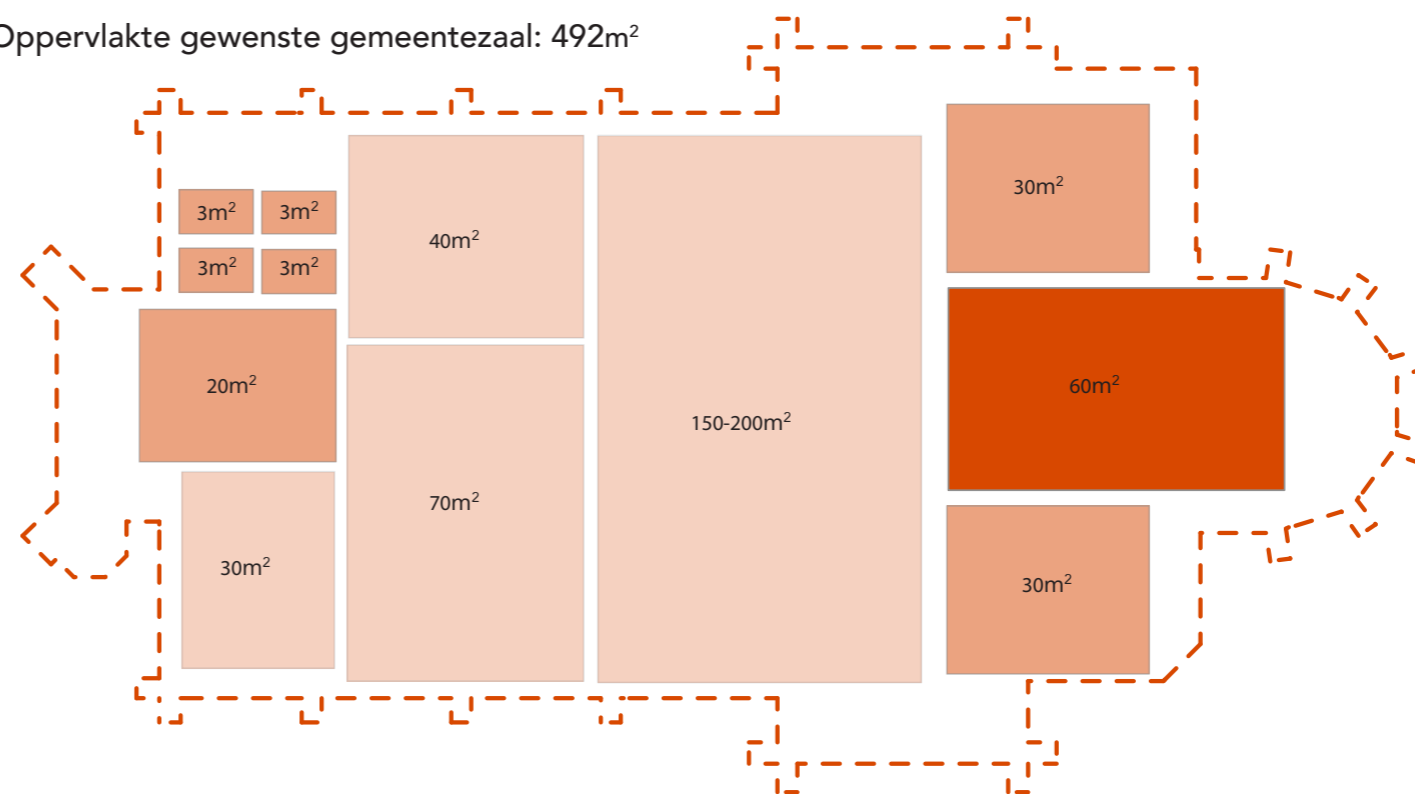 Oppervlakte gewenste gemeentezaal: 492m²
30m²
3m² 3m²
40m²
3m² 3m²
20m²
60m²
150-200m²
70m²
30m²
30m²